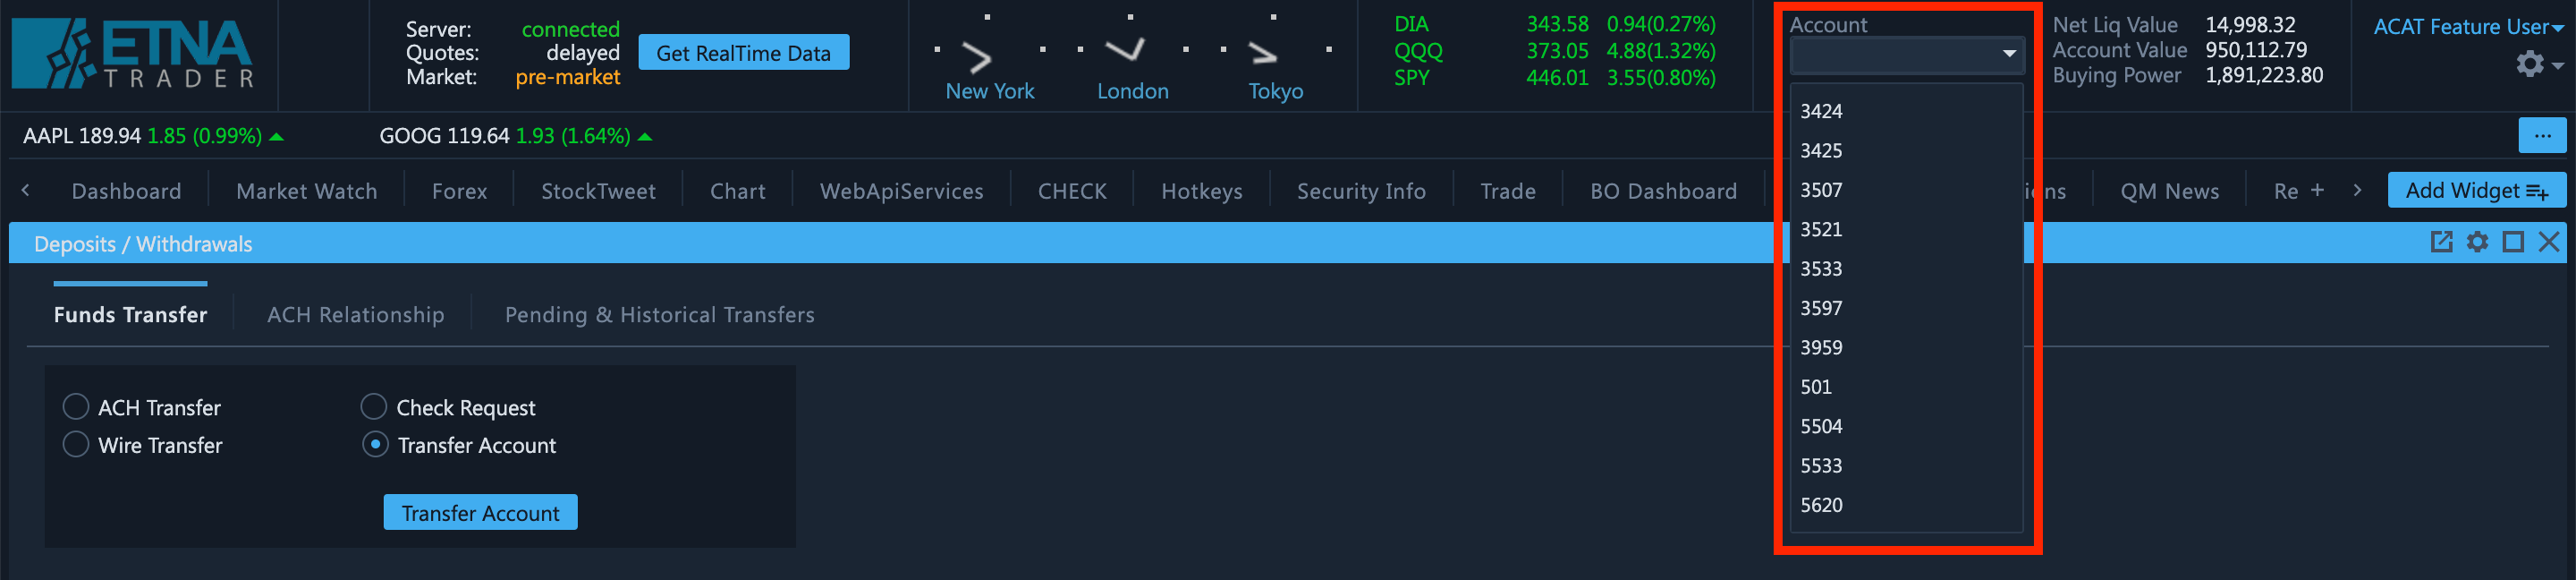 ETNA
TRADER
Server: connected
Quotes: delayed
Market: pre-market
Get RealTime Data
New York
London
Tokyo
DIA 343.58 0.94(0.27%)
QQQ 373.05 4.88(1.32%)
SPY 446.01 3.55(0.80%)
Account
Net Liq Value 14,998.32
Account Value 950,112.79
Buying Power 1,891,223.80
ACAT Feature User
3424
3425
3507
3521
3533
3597
3959
501
5504
5533
5620
AAPL 189.94 1.85 (0.99%) GOOG 119.64 1.93 (1.64%)
...
Dashboard Market Watch Forex StockTweet Chart WebApiServices CHECK Hotkeys Security Info Trade BO Dashboard ions QM News Re + Add Widget
Deposits / Withdrawals
Funds Transfer ACH Relationship Pending & Historical Transfers
ACH Transfer Check Request
Wire Transfer Transfer Account
Transfer Account